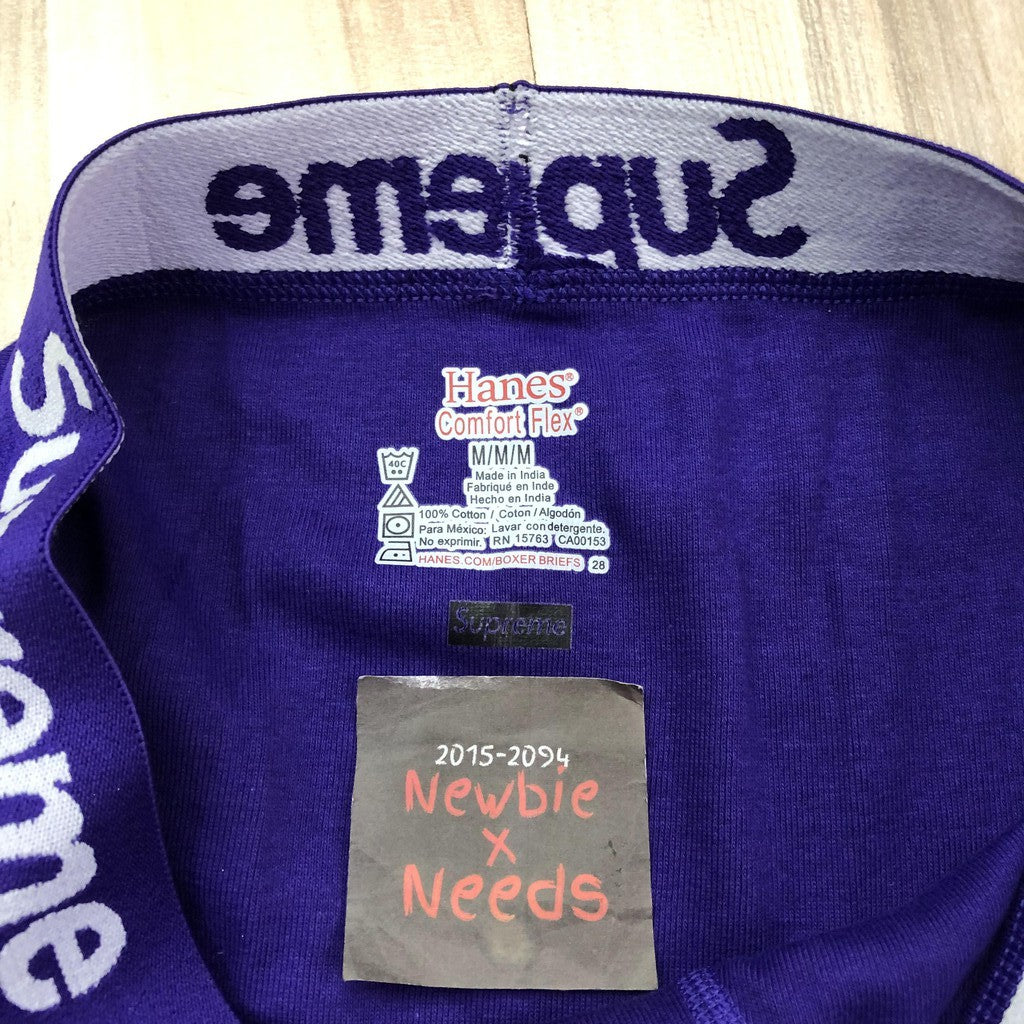 Supreme
Supreme
Hanes®
Comfort Flex®
M/M/M
40C
Made in India
Fabriqué en Inde
Hecho en India
100% Cotton / Coton / Algodón
Para México: Lavar con detergente.
No exprimir. RN 15763 CA00153
HANES.COM/BOXER BRIEFS 28
Supreme
2015-2094
Newbie
x
Needs